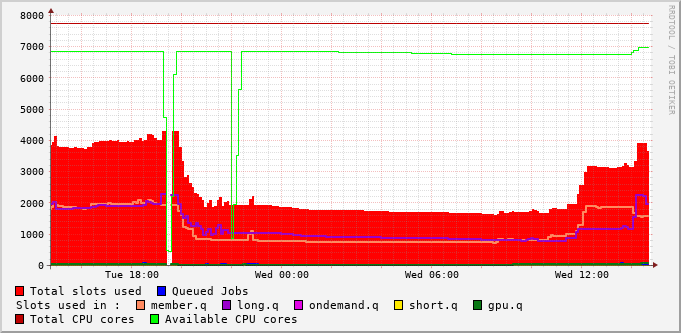 8000
7000
6000
5000
4000
3000
2000
1000
0
Tue 18:00 Wed 00:00 Wed 06:00 Wed 12:00
RRDTOOL / TOBI OETIKER
Total slots used Queued Jobs
Slots used in : member.q long.q ondemand.q short.q gpu.q
Total CPU cores Available CPU cores